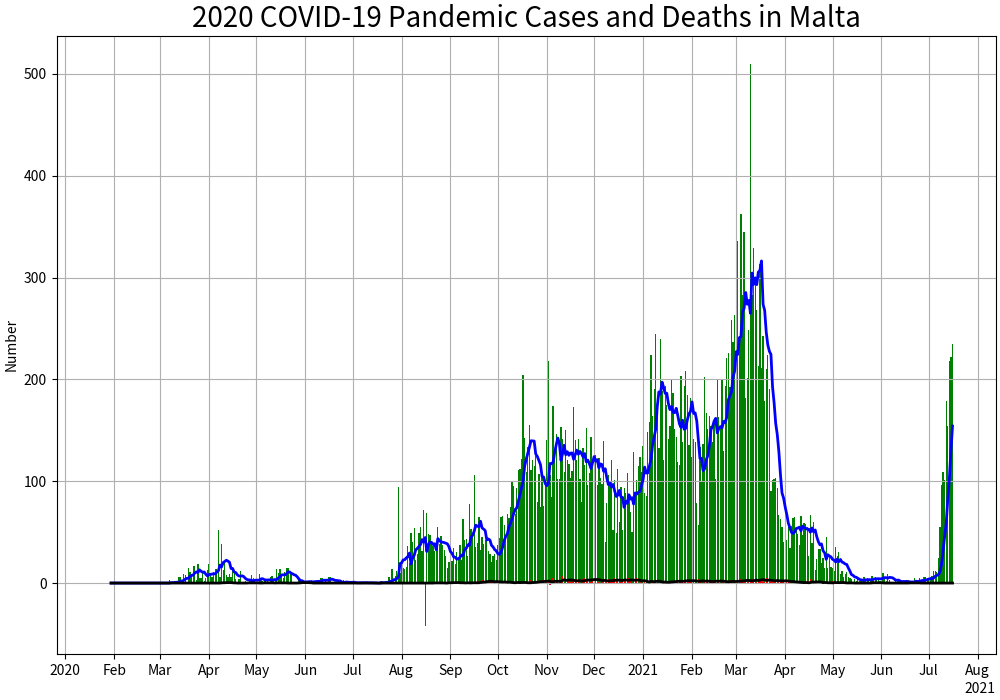 2020 COVID-19 Pandemic Cases and Deaths in Malta
Number
500
400
300
200
100
0
2020 Feb Mar Apr May Jun Jul Aug Sep Oct Nov Dec 2021 Feb Mar Apr May Jun Jul Aug
2021